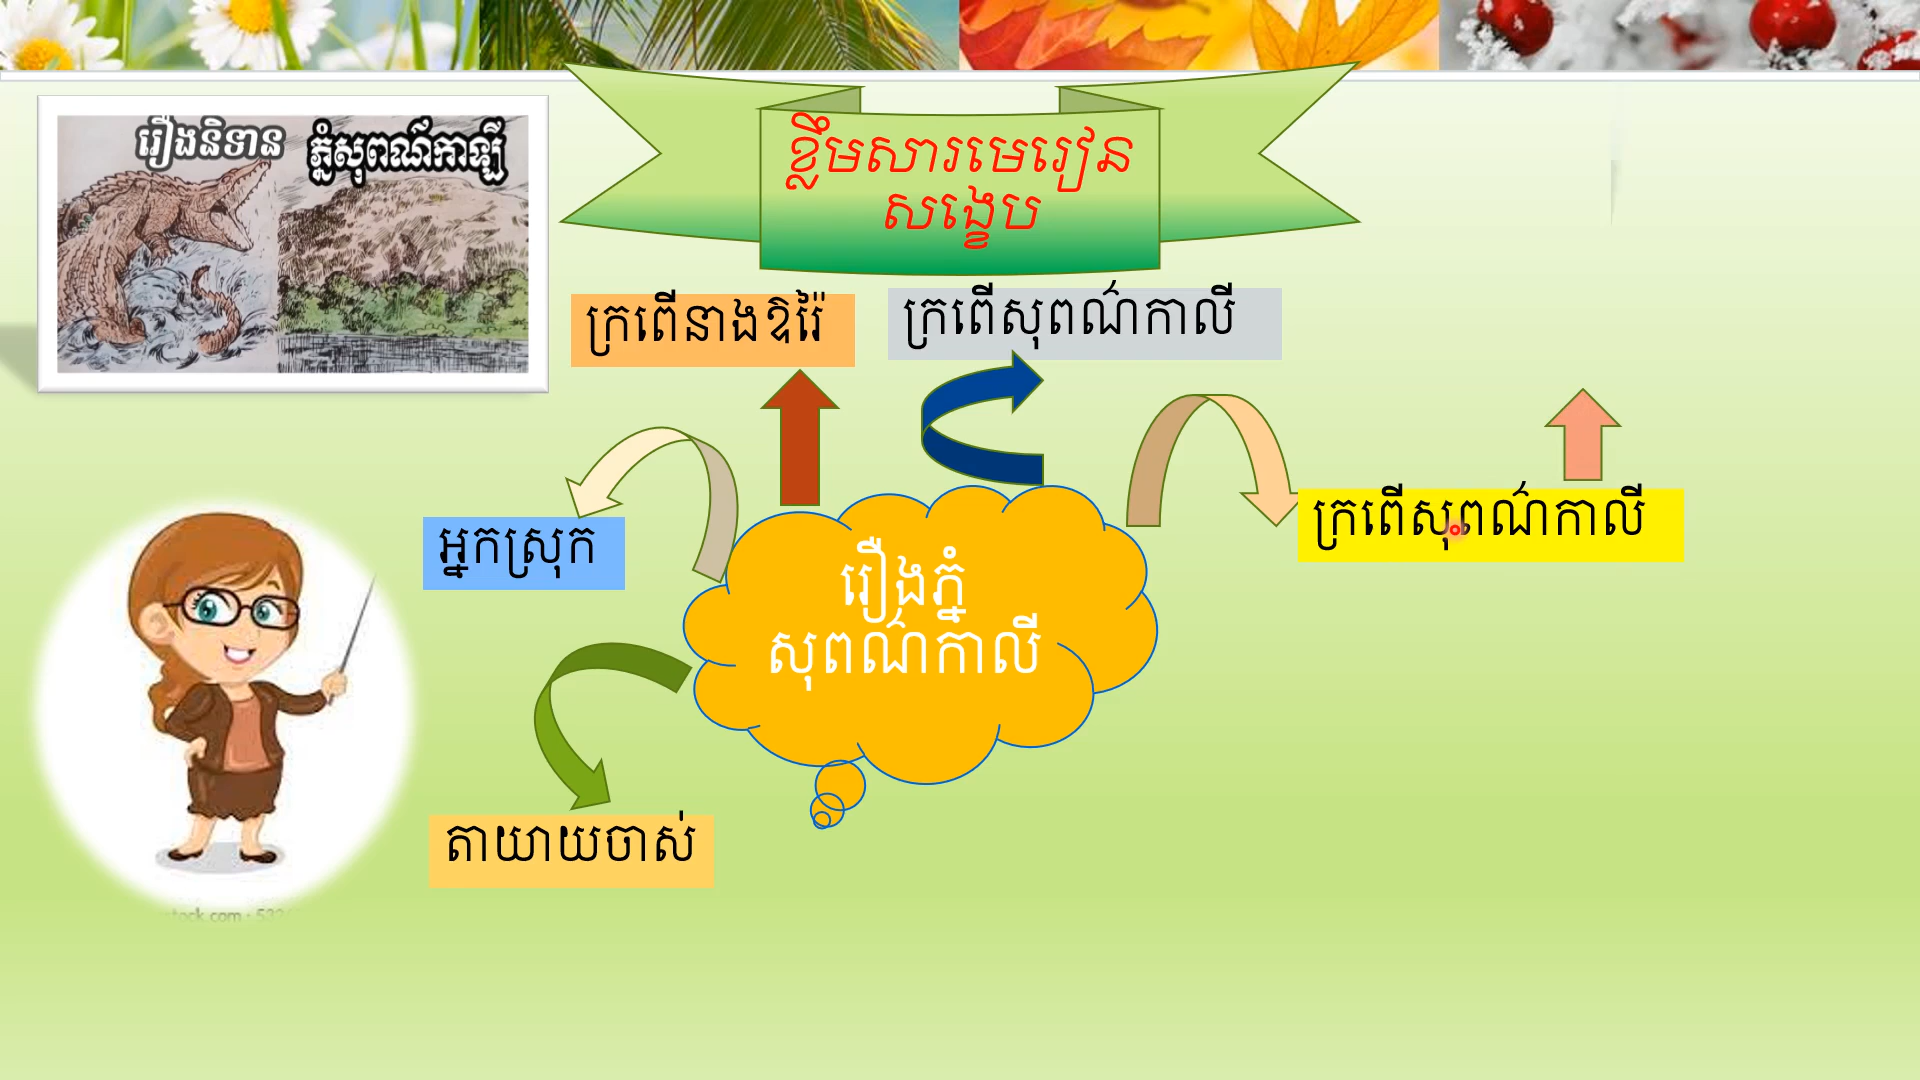 រឿងនិទាន ភ្នំសុពណ៌កាឡី
ខ្លឹមសារមេរៀន
សង្ខេប
ក្រពើនាងឱរ៉ៃ
ក្រពើសុពណ៌កាលី
ក្រពើសុពណ៌កាលី
អ្នកស្រុក
រឿងភ្នំ
សុពណ៌កាលី
តាយាយចាស់